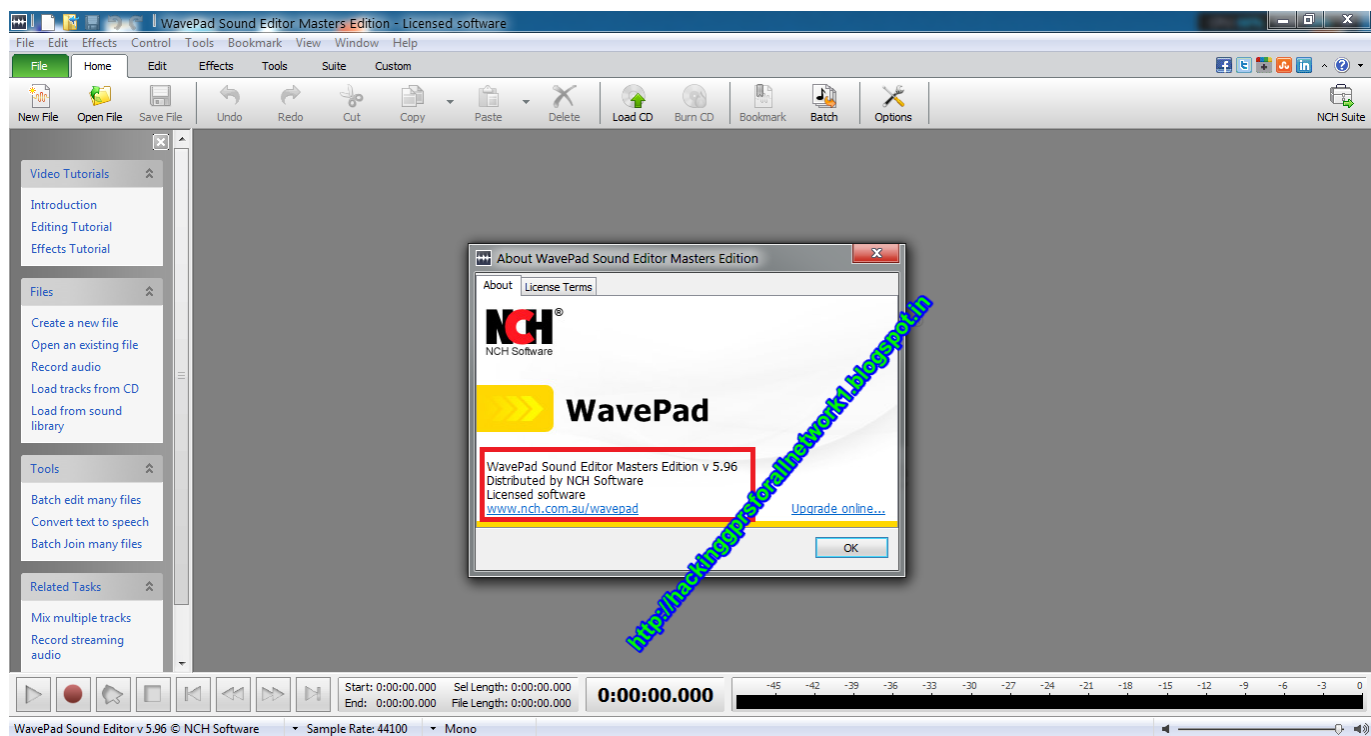 WavePad Sound Editor Masters Edition - Licensed software
File Edit Effects Control Tools Bookmark View Window Help
File Home Edit Effects Tools Suite Custom
New File Open File Save File Undo Redo Cut Copy Paste Delete Load CD Burn CD Bookmark Batch Options NCH Suite
Video Tutorials
Introduction
Editing Tutorial
Effects Tutorial
Files
Create a new file
Open an existing file
Record audio
Load tracks from CD
Load from sound
library
Tools
Batch edit many files
Convert text to speech
Batch Join many files
Related Tasks
Mix multiple tracks
Record streaming
audio
About WavePad Sound Editor Masters Edition
About License Terms
NCH®
NCH Software
WavePad
WavePad Sound Editor Masters Edition v 5.96
Distributed by NCH Software
Licensed software
www.nch.com.au/wavepad Upgrade online...
OK
http://hackinggprsforallnetwork1.blogspot.in
Start: 0:00:00.000 Sel Length: 0:00:00.000
End: 0:00:00.000 File Length: 0:00:00.000
0:00:00.000
-45 -42 -39 -36 -33 -30 -27 -24 -21 -18 -15 -12 -9 -6 -3 0
WavePad Sound Editor v 5.96 © NCH Software Sample Rate: 44100 Mono